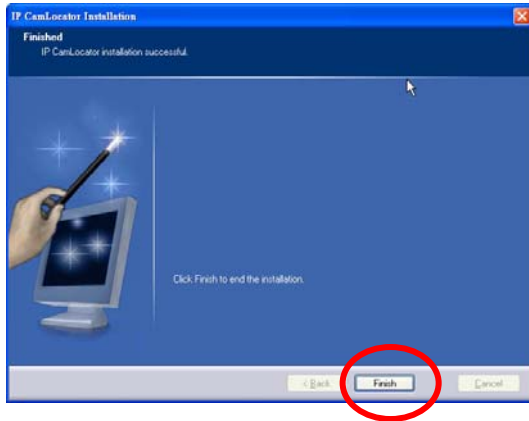 IP CamLocator Installation
Finished
IP CamLocator installation successful.
Click Finish to end the installation.
< Back
Finish
Cancel